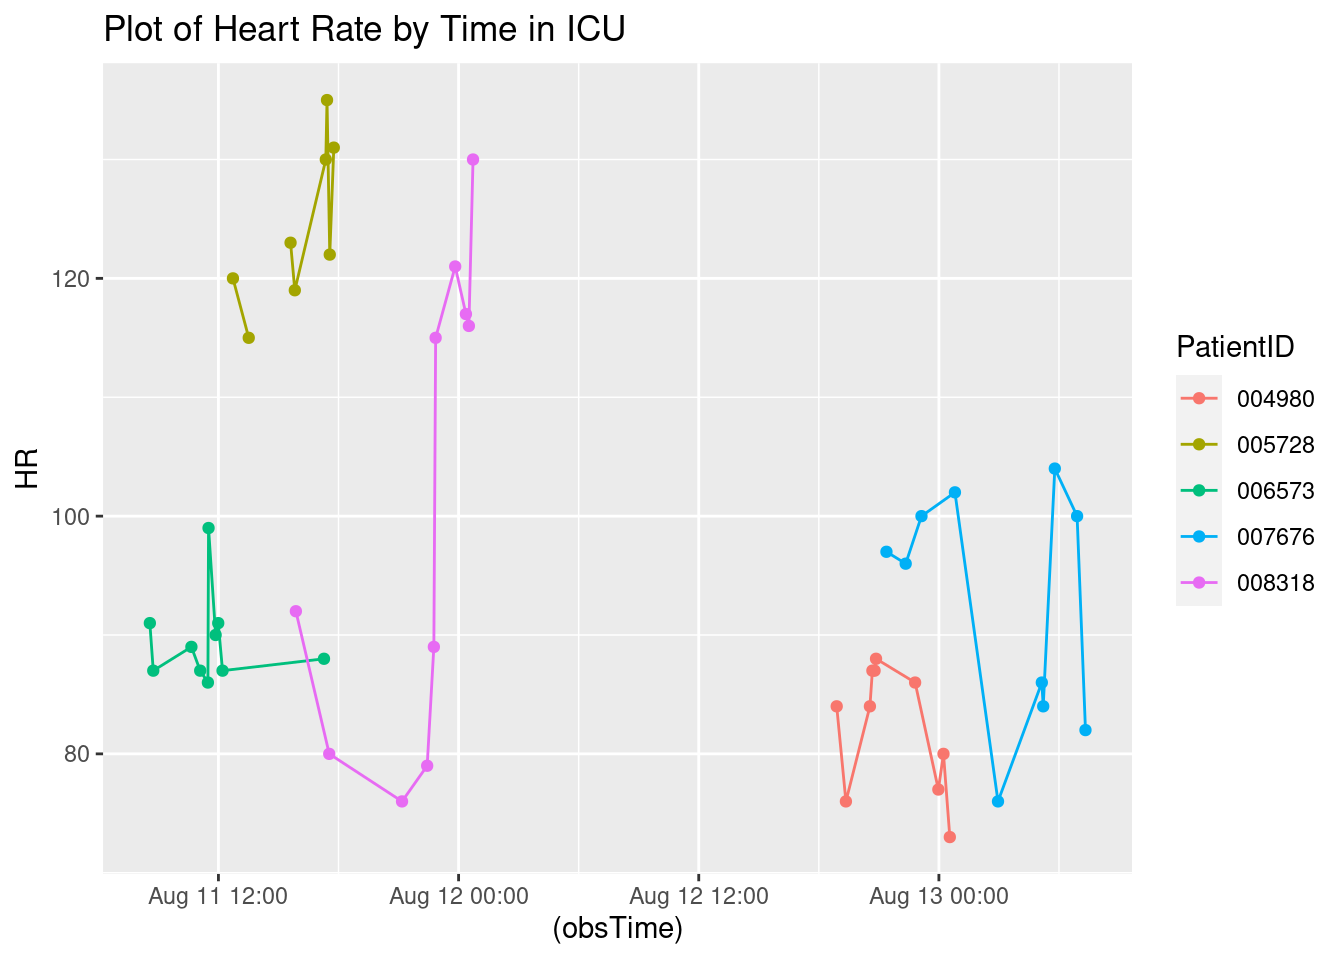 Plot of Heart Rate by Time in ICU
HR
120
100
80
Aug 11 12:00
Aug 12 00:00
Aug 12 12:00
Aug 13 00:00
(obsTime)
PatientID
004980
005728
006573
007676
008318